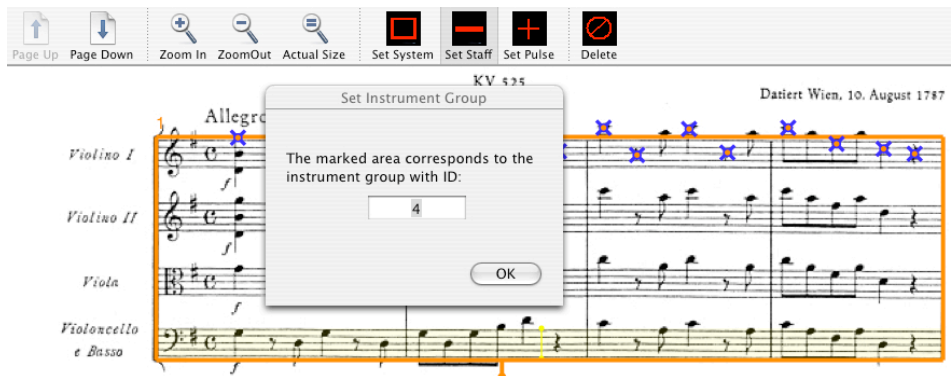 Page Up Page Down Zoom In ZoomOut Actual Size Set System Set Staff Set Pulse Delete
KV 525
Set Instrument Group
Datiert Wien, 10. August 1787
1
Allegro
Violino I
The marked area corresponds to the
instrument group with ID:
f
4
Violino II
f
OK
Viola
f
Violoncello
e Basso
f